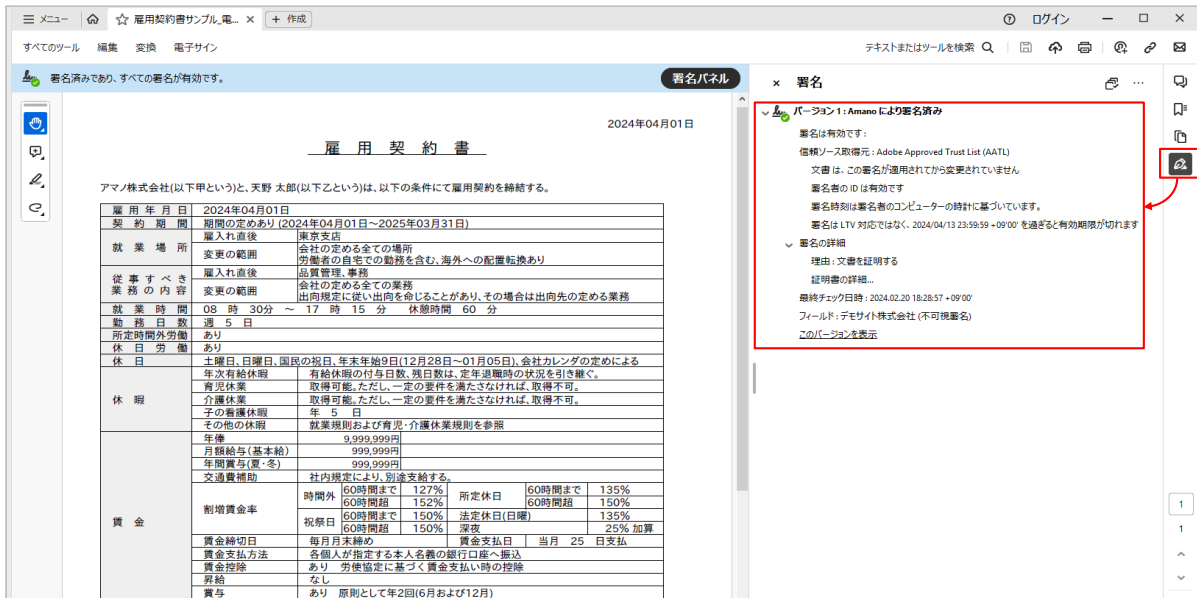 メニュー 雇用契約書サンプル_電... × + 作成 ログイン
すべてのツール 編集 変換 電子サイン テキストまたはツールを検索
署名済みであり、すべての署名が有効です。 署名パネル
2024年04月01日
雇用契約書
アマノ株式会社(以下甲という)と、天野 太郎(以下乙という)は、以下の条件にて雇用契約を締結する。
雇用年月日 2024年04月01日
契約期間 期間の定めあり (2024年04月01日～2025年03月31日)
就業場所 雇入れ直後 東京支店
変更の範囲 会社の定める全ての場所
労働者の自宅での勤務を含む、海外への配置転換あり
従事すべき業務の内容 雇入れ直後 品質管理、事務
変更の範囲 会社の定める全ての業務
出向規定に従い出向を命じることがあり、その場合は出向先の定める業務
就業時間 08 時 30分 ～ 17 時 15 分 休憩時間 60 分
勤務日数 週 5 日
所定時間外労働 あり
休日労働 あり
休日 土曜日、日曜日、国民の祝日、年末年始9日(12月28日～01月05日)、会社カレンダの定めによる
休暇 年次有給休暇 有給休暇の付与日数、残日数は、定年退職時の状況を引き継ぐ。
育児休業 取得可能。ただし、一定の要件を満たさなければ、取得不可。
介護休業 取得可能。ただし、一定の要件を満たさなければ、取得不可。
子の看護休暇 年 5 日
その他の休暇 就業規則および育児・介護休業規則を参照
賃金 年俸 9,999,999円
月額給与(基本給) 999,999円
年間賞与(夏・冬) 999,999円
交通費補助 社内規定により、別途支給する。
割増賃金率 時間外 60時間まで 127% 所定休日 60時間まで 135%
60時間超 152% 60時間超 150%
祝祭日 60時間まで 150% 法定休日(日曜) 135%
60時間超 150% 深夜 25% 加算
賃金締切日 毎月月末締め 賃金支払日 当月 25 日支払
賃金支払方法 各個人が指定する本人名義の銀行口座へ振込
賃金控除 あり 労使協定に基づく賃金支払い時の控除
昇給 なし
賞与 あり 原則として年2回(6月および12月)
× 署名 ...
バージョン 1 : Amano により署名済み
署名は有効です :
信頼ソース取得元 : Adobe Approved Trust List (AATL)
文書 は、この署名が適用されてから変更されていません
署名者の ID は有効です
署名時刻は署名者のコンピューターの時計に基づいています。
署名は LTV 対応ではなく、2024/04/13 23:59:59 +09'00' を過ぎると有効期限が切れます
署名の詳細
理由 : 文書を証明する
証明書の詳細...
最終チェック日時 : 2024.02.20 18:28:57 +09'00'
フィールド : デモサイト株式会社 (不可視署名)
このバージョンを表示
1
1